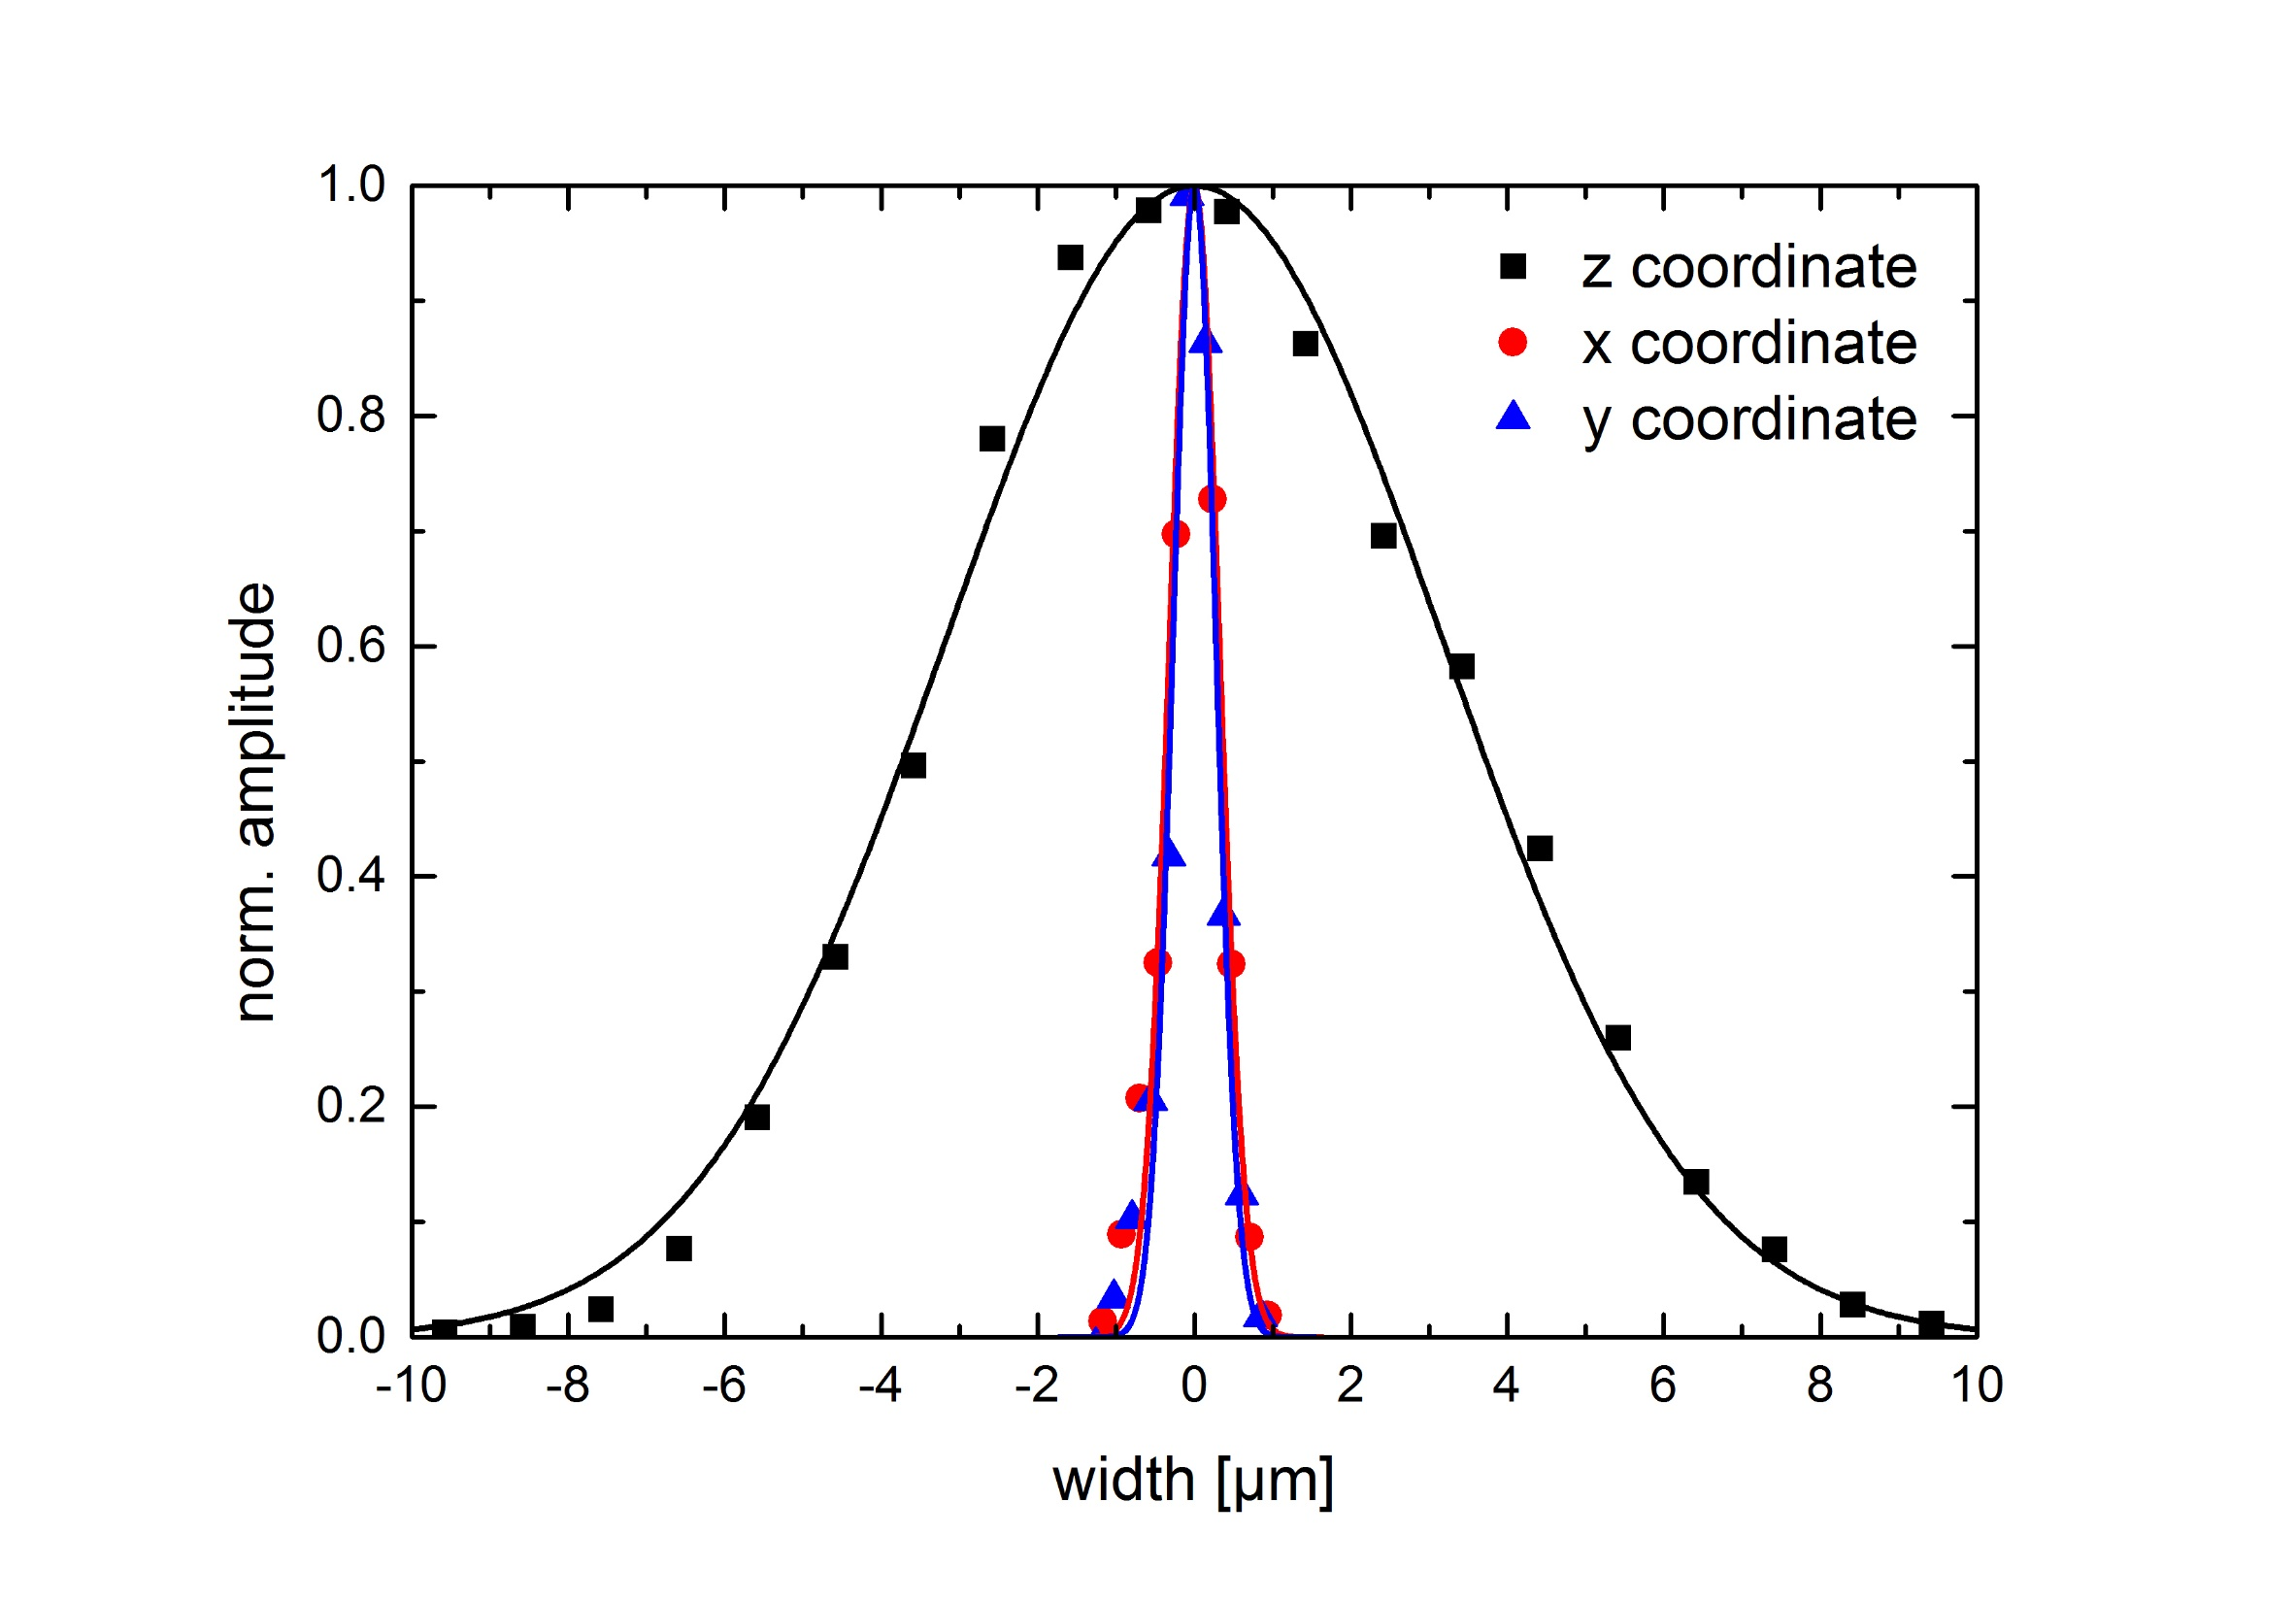 1.0
0.8
0.6
0.4
0.2
0.0
norm. amplitude
z coordinate
x coordinate
y coordinate
-10 -8 -6 -4 -2 0 2 4 6 8 10
width [µm]